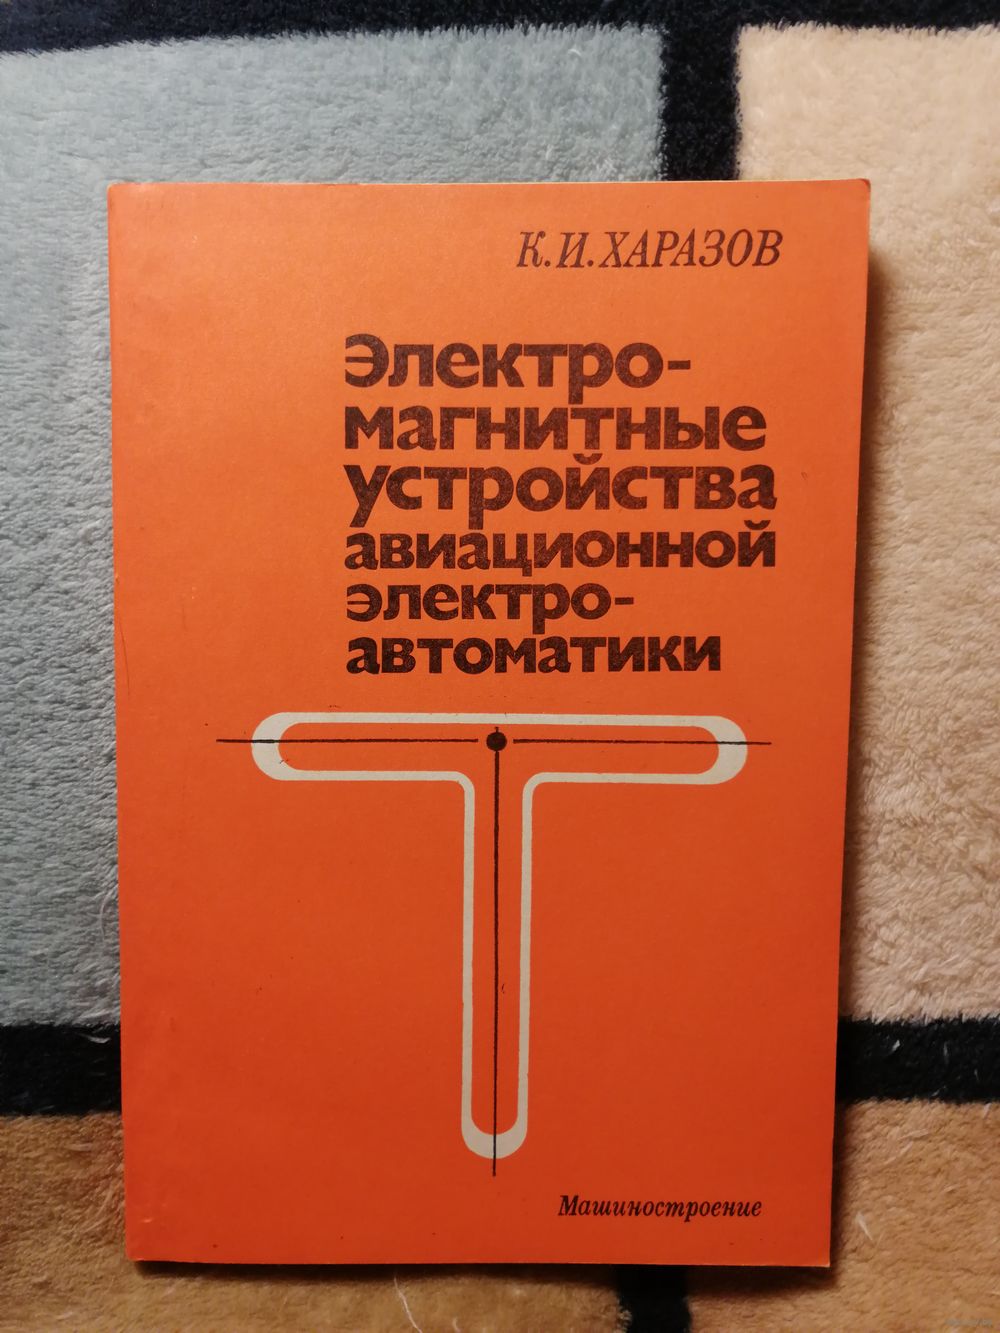 К.И.ХАРАЗОВ
Электро-
магнитные
устройства
авиационной
электро-
автоматики
Машиностроение